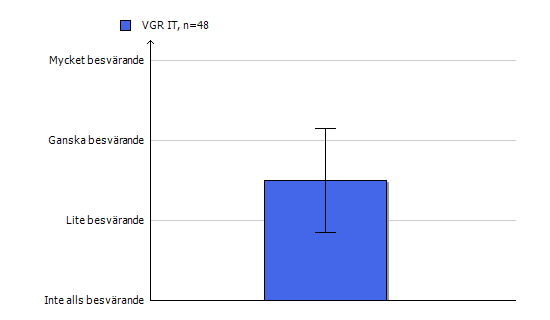 VGR IT, n=48
Mycket besvärande
Ganska besvärande
Lite besvärande
Inte alls besvärande